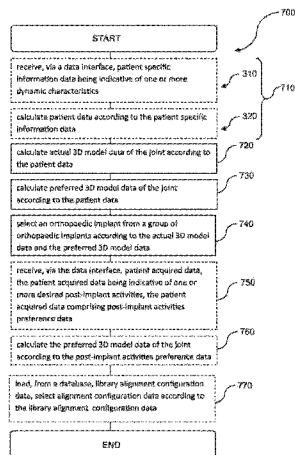 700
START
receive, via a data interface, patient specific
information data being indicative of one or more
dynamic characteristics
310
710
calculate patient data according to the patient specific
information data
320
calculate actual 3D model data of the joint according to
the patient data
720
calculate preferred 3D model data of the joint
according to the patient data
730
select an orthopaedic implant from a group of
orthopaedic implants according to the actual 3D model
data and the preferred 3D model data
740
receive, via the data interface, patient acquired data,
the patient acquired data being indicative of one or
more desired post-implant activities, the patient
acquired data comprising post-implant activities
preference data
750
calculate the preferred 3D model data of the joint
according to the post-implant activities preference data
760
load, from a database, library alignment configuration
data, select alignment configuration data according to
the library alignment configuration data
770
END